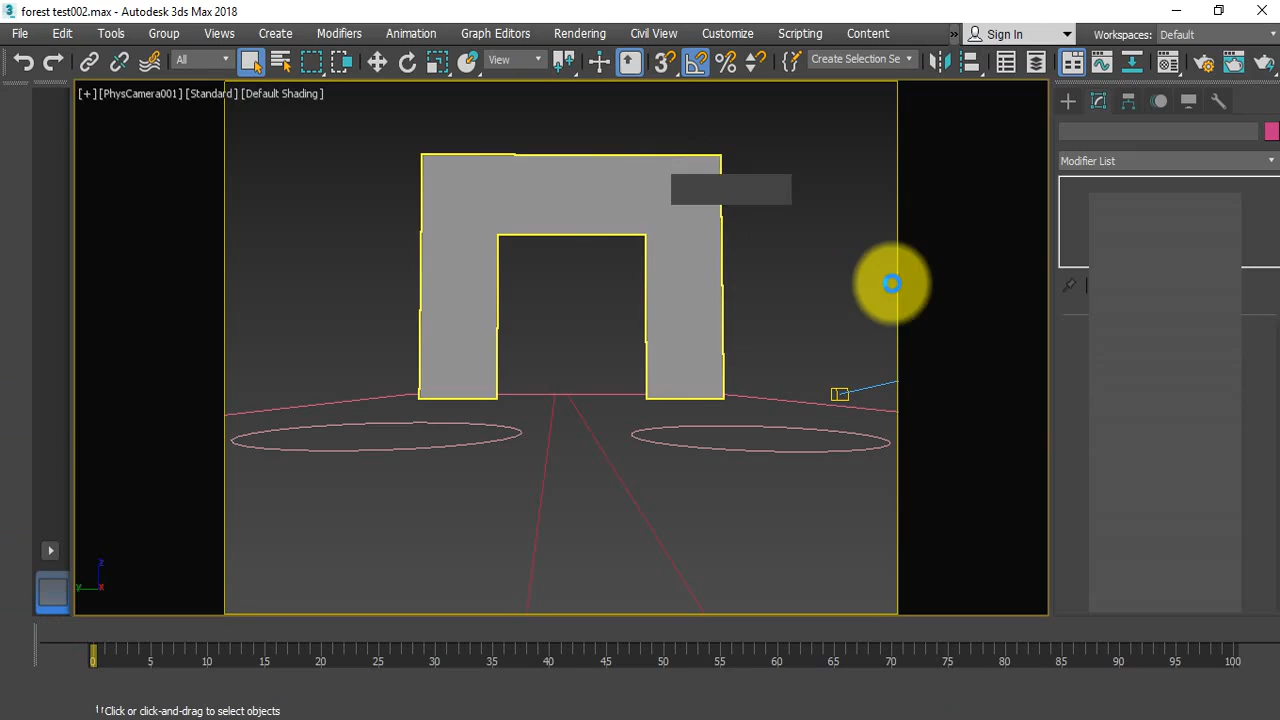 forest test002.max - Autodesk 3ds Max 2018
File Edit Tools Group Views Create Modifiers Animation Graph Editors Rendering Civil View Customize Scripting Content » Sign In Workspaces: Default
All View Create Selection Se
[+] [PhysCamera001] [Standard] [Default Shading]
Modifier List
z
y x
0 5 10 15 20 25 30 35 40 45 50 55 60 65 70 75 80 85 90 95 100
Click or click-and-drag to select objects